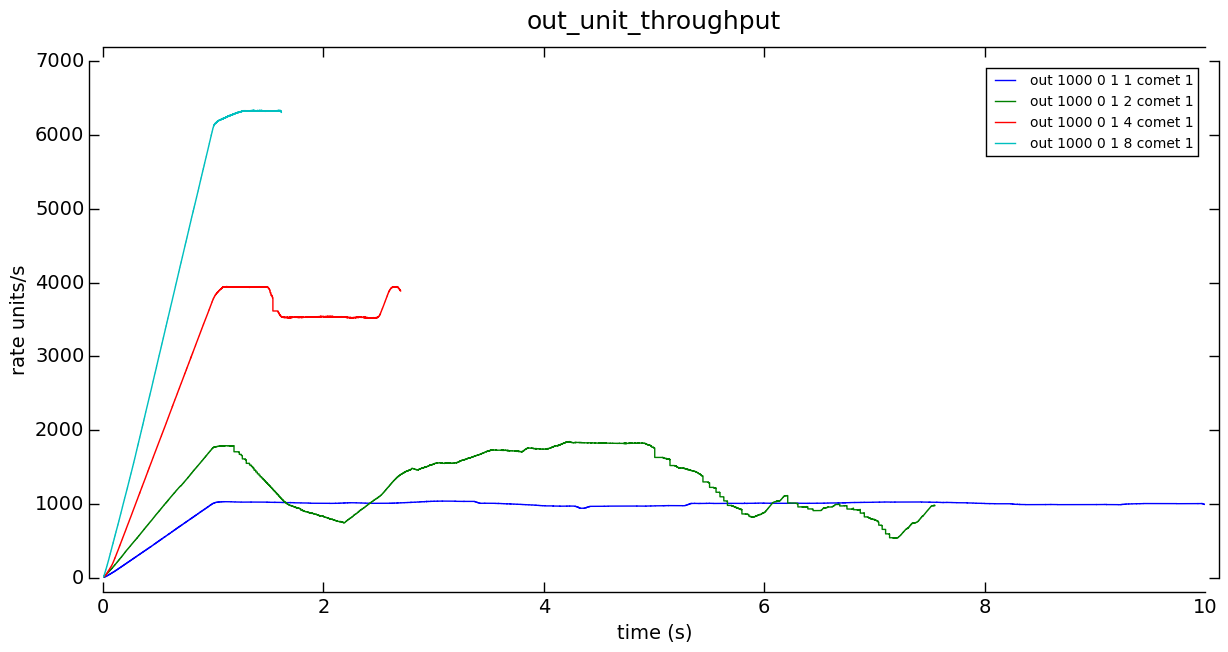 out_unit_throughput
7000
6000
5000
4000
3000
2000
1000
0
rate units/s
out 1000 0 1 1 comet 1
out 1000 0 1 2 comet 1
out 1000 0 1 4 comet 1
out 1000 0 1 8 comet 1
0 2 4 6 8 10
time (s)